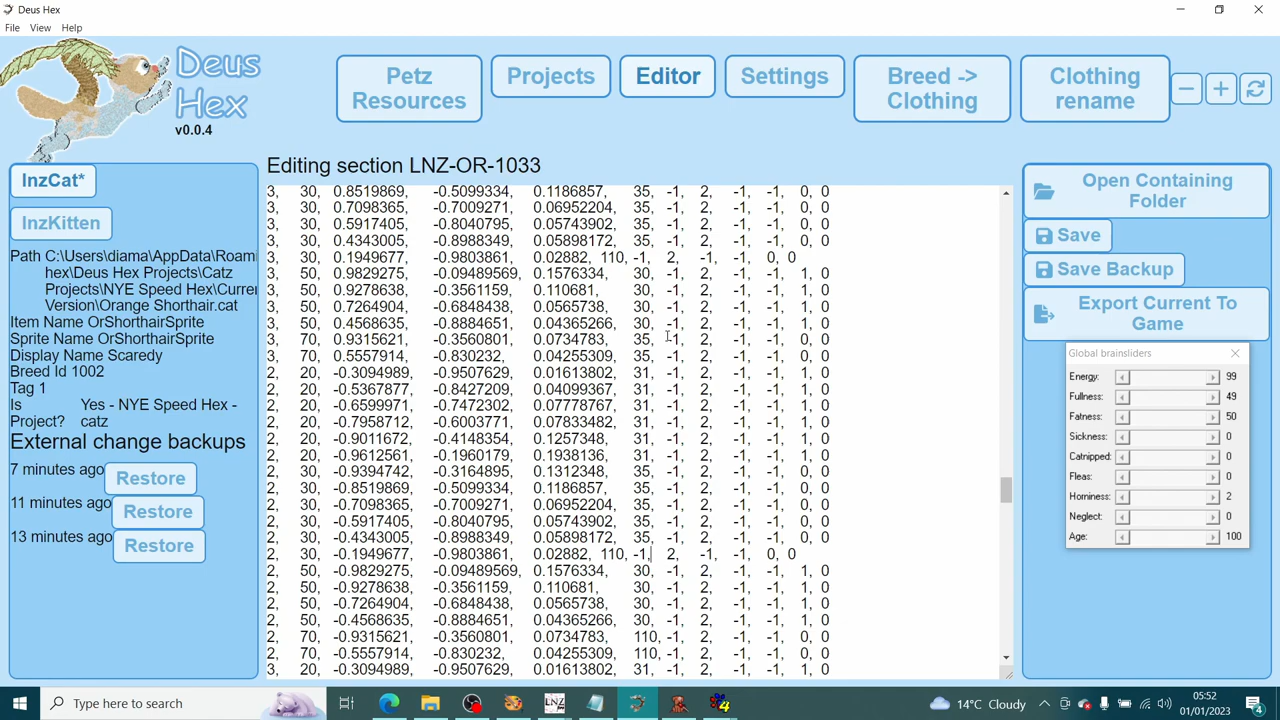 Deus Hex
File View Help
Deus
Hex
v0.0.4
Petz
Resources
Projects
Editor
Settings
Breed ->
Clothing
Clothing
rename
lnzCat*
lnzKitten
Path C:\Users\diama\AppData\Roami
hex\Deus Hex Projects\Catz
Projects\NYE Speed Hex\Curre
Version\Orange Shorthair.cat
Item Name OrShorthairSprite
Sprite Name OrShorthairSprite
Display Name Scaredy
Breed Id 1002
Tag 1
Is Yes - NYE Speed Hex -
Project? catz
External change backups
7 minutes ago Restore
11 minutes ago Restore
13 minutes ago Restore
Editing section LNZ-OR-1033
3, 30, 0.8519869, -0.5099334, 0.1186857, 35, -1, 2, -1, -1, 0, 0
3, 30, 0.7098365, -0.7009271, 0.06952204, 35, -1, 2, -1, -1, 0, 0
3, 30, 0.5917405, -0.8040795, 0.05743902, 35, -1, 2, -1, -1, 0, 0
3, 30, 0.4343005, -0.8988349, 0.05898172, 35, -1, 2, -1, -1, 0, 0
3, 30, 0.1949677, -0.9803861, 0.02882, 110, -1, 2, -1, -1, 0, 0
3, 50, 0.9829275, -0.09489569, 0.1576334, 30, -1, 2, -1, -1, 1, 0
3, 50, 0.9278638, -0.3561159, 0.110681, 30, -1, 2, -1, -1, 1, 0
3, 50, 0.7264904, -0.6848438, 0.0565738, 30, -1, 2, -1, -1, 1, 0
3, 50, 0.4568635, -0.8884651, 0.04365266, 30, -1, 2, -1, -1, 1, 0
3, 70, 0.9315621, -0.3560801, 0.0734783, 35, -1, 2, -1, -1, 0, 0
3, 70, 0.5557914, -0.830232, 0.04255309, 35, -1, 2, -1, -1, 0, 0
2, 20, -0.3094989, -0.9507629, 0.01613802, 31, -1, 2, -1, -1, 1, 0
2, 20, -0.5367677, -0.8427209, 0.04099367, 31, -1, 2, -1, -1, 1, 0
2, 20, -0.6599971, -0.7472302, 0.07778767, 31, -1, 2, -1, -1, 1, 0
2, 20, -0.7958712, -0.6003771, 0.07833482, 31, -1, 2, -1, -1, 1, 0
2, 20, -0.9011672, -0.4148354, 0.1257348, 31, -1, 2, -1, -1, 1, 0
2, 20, -0.9612561, -0.1960179, 0.1938136, 31, -1, 2, -1, -1, 1, 0
2, 30, -0.9394742, -0.3164895, 0.1312348, 35, -1, 2, -1, -1, 0, 0
2, 30, -0.8519869, -0.5099334, 0.1186857, 35, -1, 2, -1, -1, 0, 0
2, 30, -0.7098365, -0.7009271, 0.06952204, 35, -1, 2, -1, -1, 0, 0
2, 30, -0.5917405, -0.8040795, 0.05743902, 35, -1, 2, -1, -1, 0, 0
2, 30, -0.4343005, -0.8988349, 0.05898172, 35, -1, 2, -1, -1, 0, 0
2, 30, -0.1949677, -0.9803861, 0.02882, 110, -1, 2, -1, -1, 0, 0
2, 50, -0.9829275, -0.09489569, 0.1576334, 30, -1, 2, -1, -1, 1, 0
2, 50, -0.9278638, -0.3561159, 0.110681, 30, -1, 2, -1, -1, 1, 0
2, 50, -0.7264904, -0.6848438, 0.0565738, 30, -1, 2, -1, -1, 1, 0
2, 50, -0.4568635, -0.8884651, 0.04365266, 30, -1, 2, -1, -1, 1, 0
2, 70, -0.9315621, -0.3560801, 0.0734783, 110, -1, 2, -1, -1, 0, 0
2, 70, -0.5557914, -0.830232, 0.04255309, 110, -1, 2, -1, -1, 0, 0
3, 20, -0.3094989, -0.9507629, 0.01613802, 31, -1, 2, -1, -1, 1, 0
Open Containing
Folder
Save
Save Backup
Export Current To
Game
Global brainsliders
Energy: 99
Fullness: 49
Fatness: 50
Sickness: 0
Catnipped: 0
Fleas: 0
Horniness: 2
Neglect: 0
Age: 100
Type here to search
LNZ
4
14°C Cloudy
05:52
01/01/2023
4